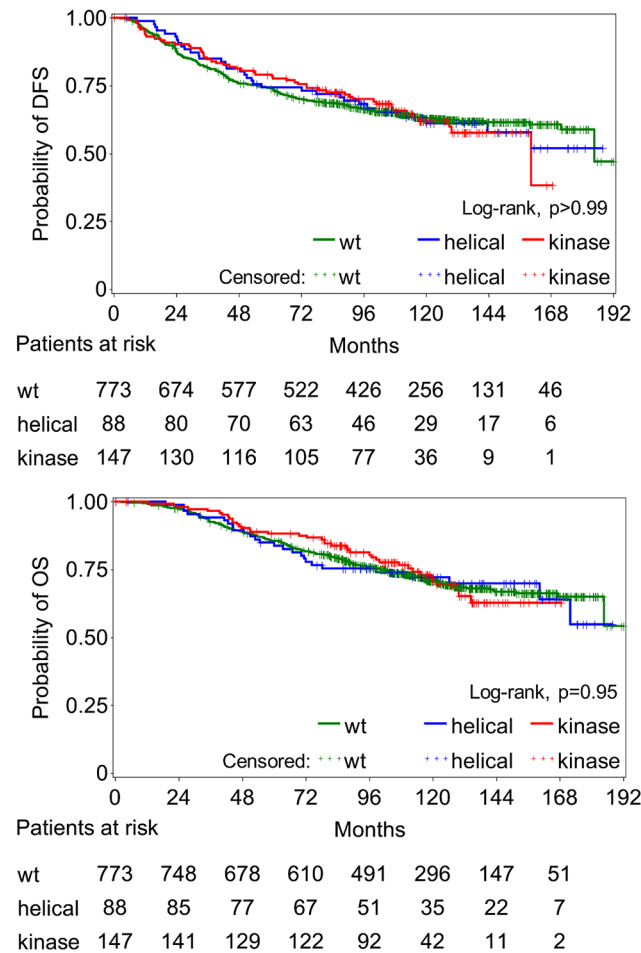 1.00
0.75
0.50
0.25
0
Probability of DFS
Log-rank, p>0.99
wt helical kinase
Censored: +++wt +++helical +++kinase
0 24 48 72 96 120 144 168 192
Patients at risk Months
wt 773 674 577 522 426 256 131 46
helical 88 80 70 63 46 29 17 6
kinase 147 130 116 105 77 36 9 1
1.00
0.75
0.50
0.25
0
Probability of OS
Log-rank, p=0.95
wt helical kinase
Censored: +++wt +++helical +++kinase
0 24 48 72 96 120 144 168 192
Patients at risk Months
wt 773 748 678 610 491 296 147 51
helical 88 85 77 67 51 35 22 7
kinase 147 141 129 122 92 42 11 2